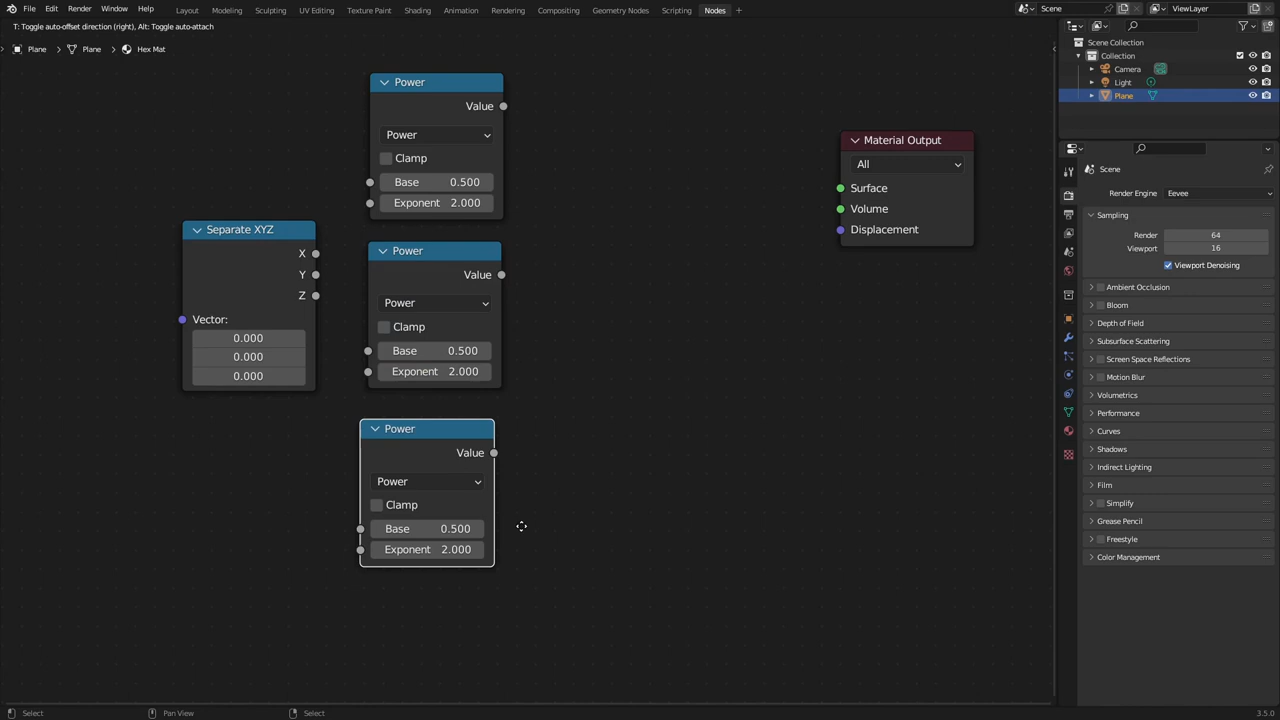 File Edit Render Window Help Layout Modeling Sculpting UV Editing Texture Paint Shading Animation Rendering Compositing Geometry Nodes Scripting Nodes + Scene ViewLayer
T: Toggle auto-offset direction (right), Alt: Toggle auto-attach
Plane > Plane > Hex Mat
Power
Value
Power
Clamp
Base 0.500
Exponent 2.000
Separate XYZ
X
Y
Z
Vector:
0.000
0.000
0.000
Power
Value
Power
Clamp
Base 0.500
Exponent 2.000
Power
Value
Power
Clamp
Base 0.500
Exponent 2.000
Material Output
All
Surface
Volume
Displacement
Scene Collection
Collection
Camera
Light
Plane
Scene
Render Engine Eevee
Sampling
Render 64
Viewport 16
Viewport Denoising
Ambient Occlusion
Bloom
Depth of Field
Subsurface Scattering
Screen Space Reflections
Motion Blur
Volumetrics
Performance
Curves
Shadows
Indirect Lighting
Film
Simplify
Grease Pencil
Freestyle
Color Management
Select Pan View Select 3.5.0